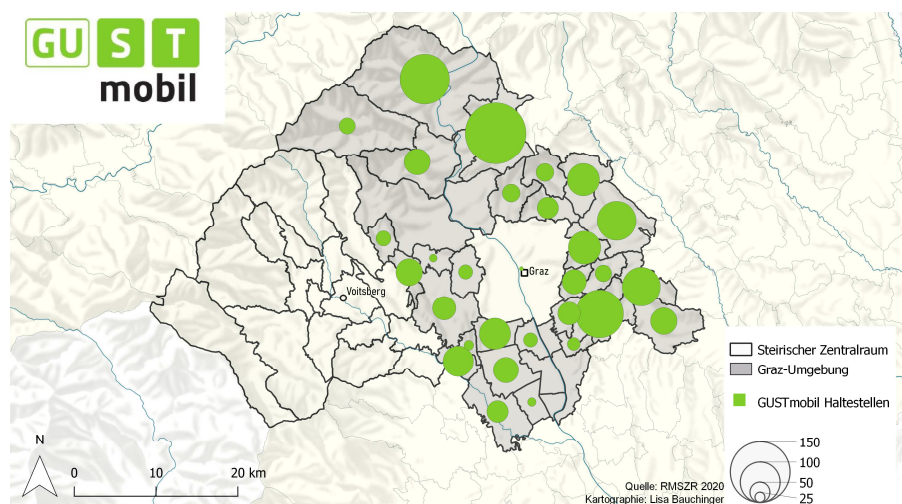 GUST
mobil
Graz
Voitsberg
Steirischer Zentralraum
Graz-Umgebung
GUSTmobil Haltestellen
N
0 10 20 km
150
100
50
25
Quelle: RMSZR 2020
Kartographie: Lisa Bauchinger